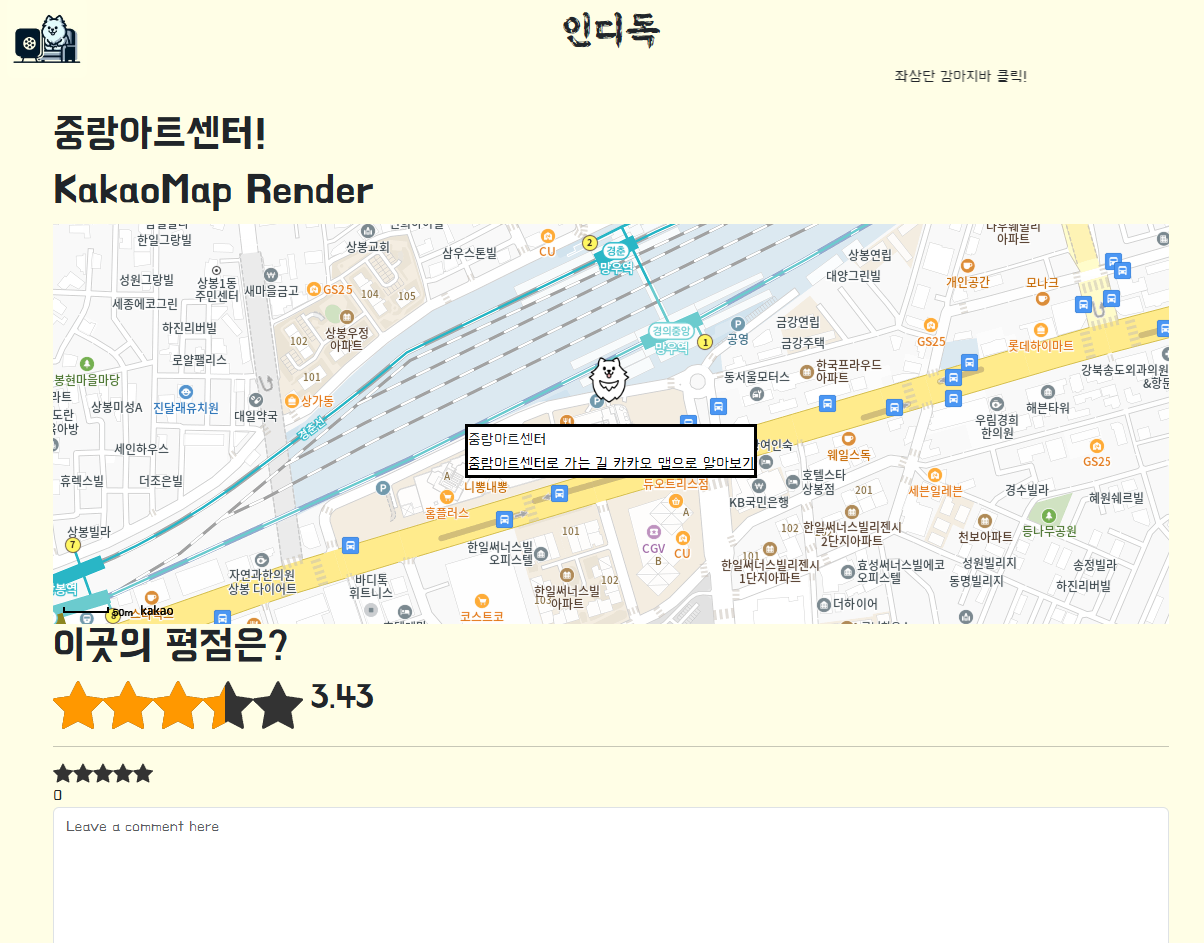 인디독
좌삼단 감마지바 클릭!
중랑아트센터!
KakaoMap Render
한일그랑빌
상봉교회
삼우스톤빌
CU
2
경춘
망우역
나우웨일리
아파트
상봉연립
대양그린빌
성원그랑빌
상봉1동
주민센터
새마을금고
GS25
104
105
개인공간
모나크
세종에코그린
하진리버빌
102
상봉우정
아파트
경의중앙
망우역
1
P
공영
금강연립
금강주택
GS25
롯데하이마트
로얄팰리스
봉현마을마당
101
동서울모터스
한국프라우드
아파트
강북송도외과의원
&항문
상봉미성A
진달래유치원
대일약국
상가동
경춘선
P
우림경희
한의원
해븐타워
세인하우스
중랑아트센터
중랑아트센터로 가는 길 카카오 맵으로 알아보기
여인숙
웨일스독
GS25
휴렉스빌
더조은빌
P
A
니뽕내뽕
홈플러스
듀오트리스점
A
KB국민은행
호텔스타
상봉점
201
세븐일레븐
경수빌라
혜원쉐르빌
등나무공원
상봉빌라
7
101
102
한일써너스빌리젠시
2단지아파트
천보아파트
한일써너스빌
오피스텔
CGV
CU
B
101
한일써너스빌리젠시
1단지아파트
효성써너스빌에코
오피스텔
성원빌리지
동명빌리지
송정빌라
하진리버빌
자연과한의원
상봉 다이어트
바디톡
휘트니스
102
한일써너스빌
아파트
103
코스트코
더하이어
50m
kakao
8
이곳의 평점은?
3.43
0
Leave a comment here